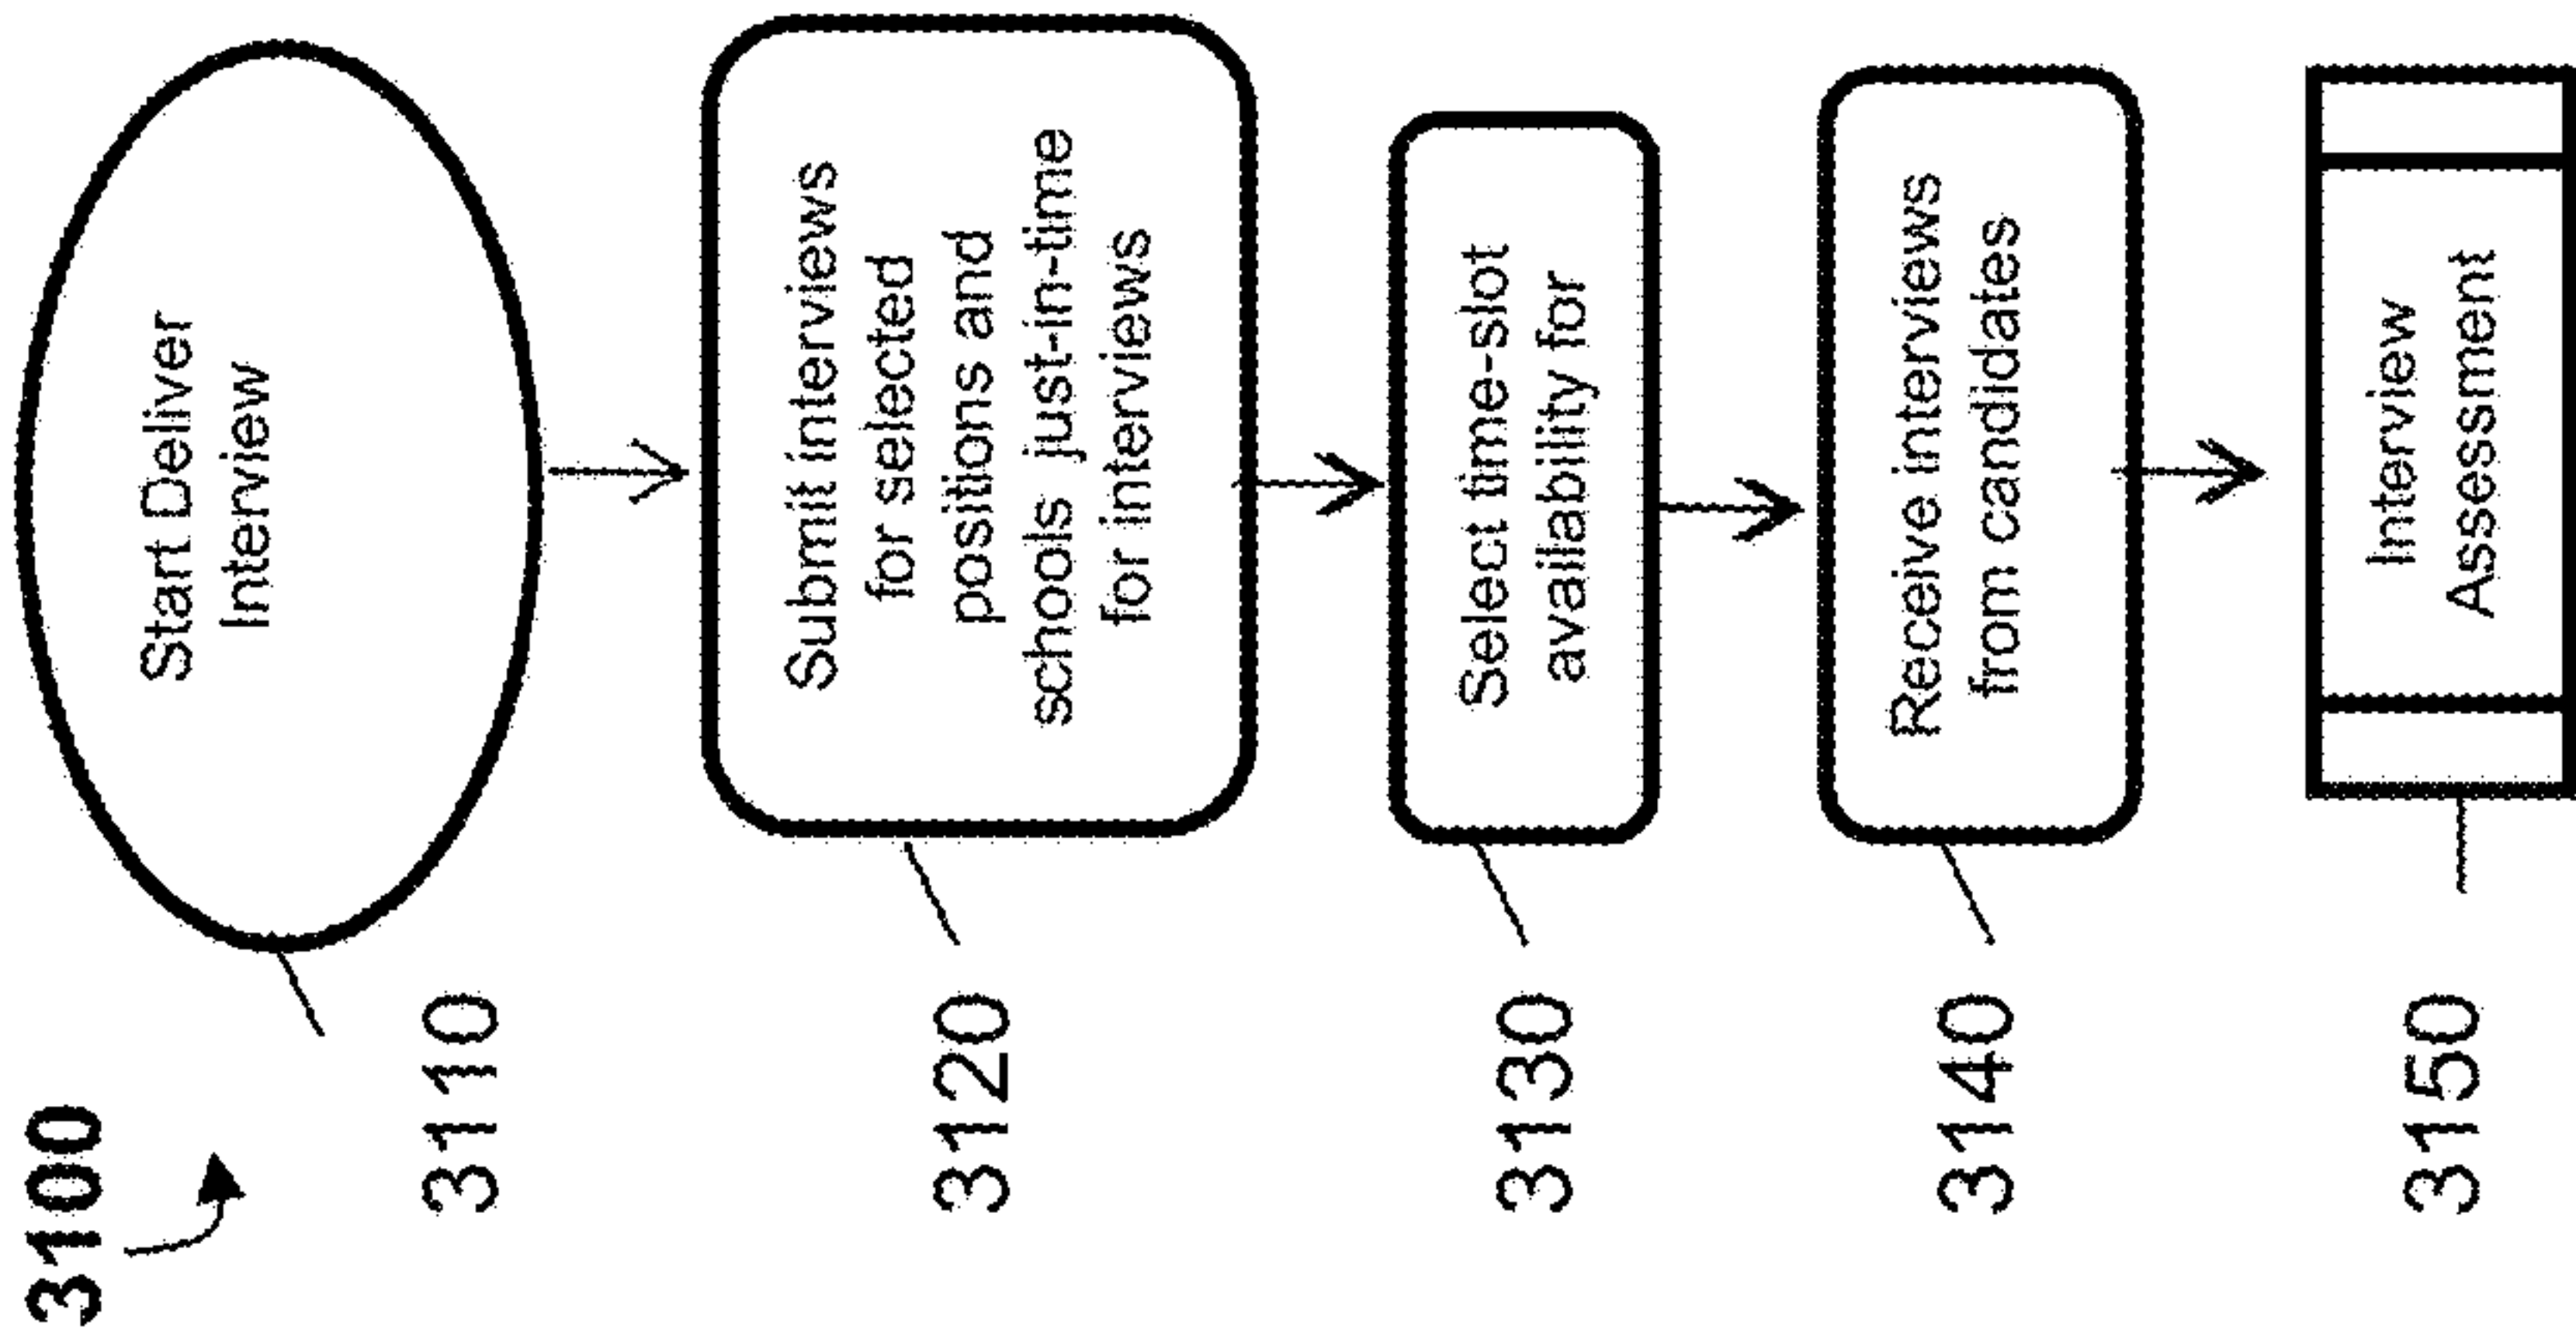 3100
Start Deliver
Interview
3110
Submit interviews
for selected
positions and
schools just-in-time
for interviews
3120
Select time-slot
availability for
3130
Receive interviews
from candidates
3140
Interview
Assessment
3150